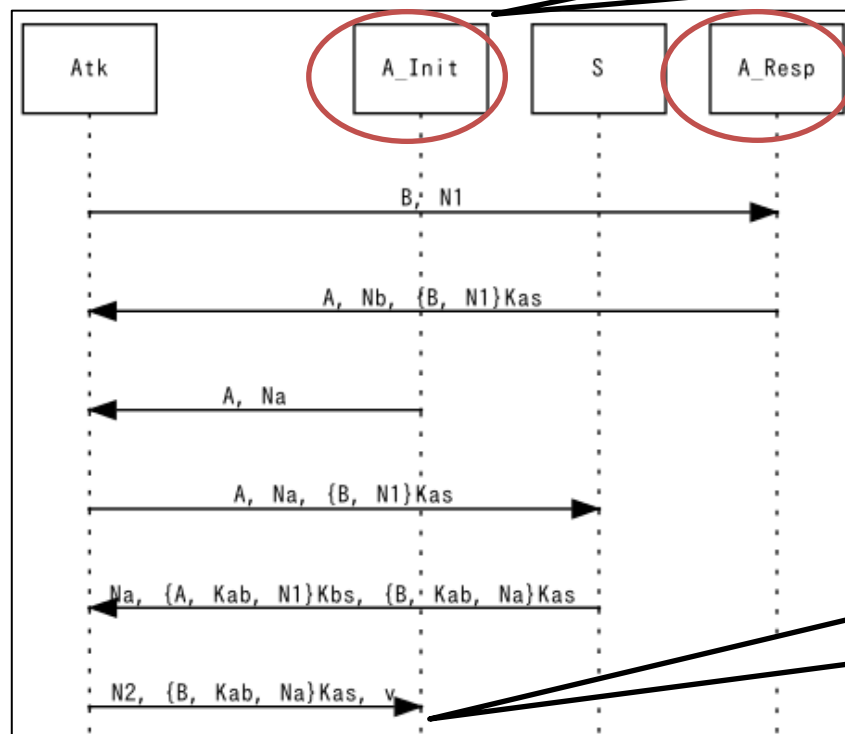 Atk A_Init S A_Resp
B, N1
A, Nb, {B, N1}Kas
A, Na
A, Na, {B, N1}Kas
Na, {A, Kab, N1}Kbs, {B, Kab, Na}Kas
N2, {B, Kab, Na}Kas, v